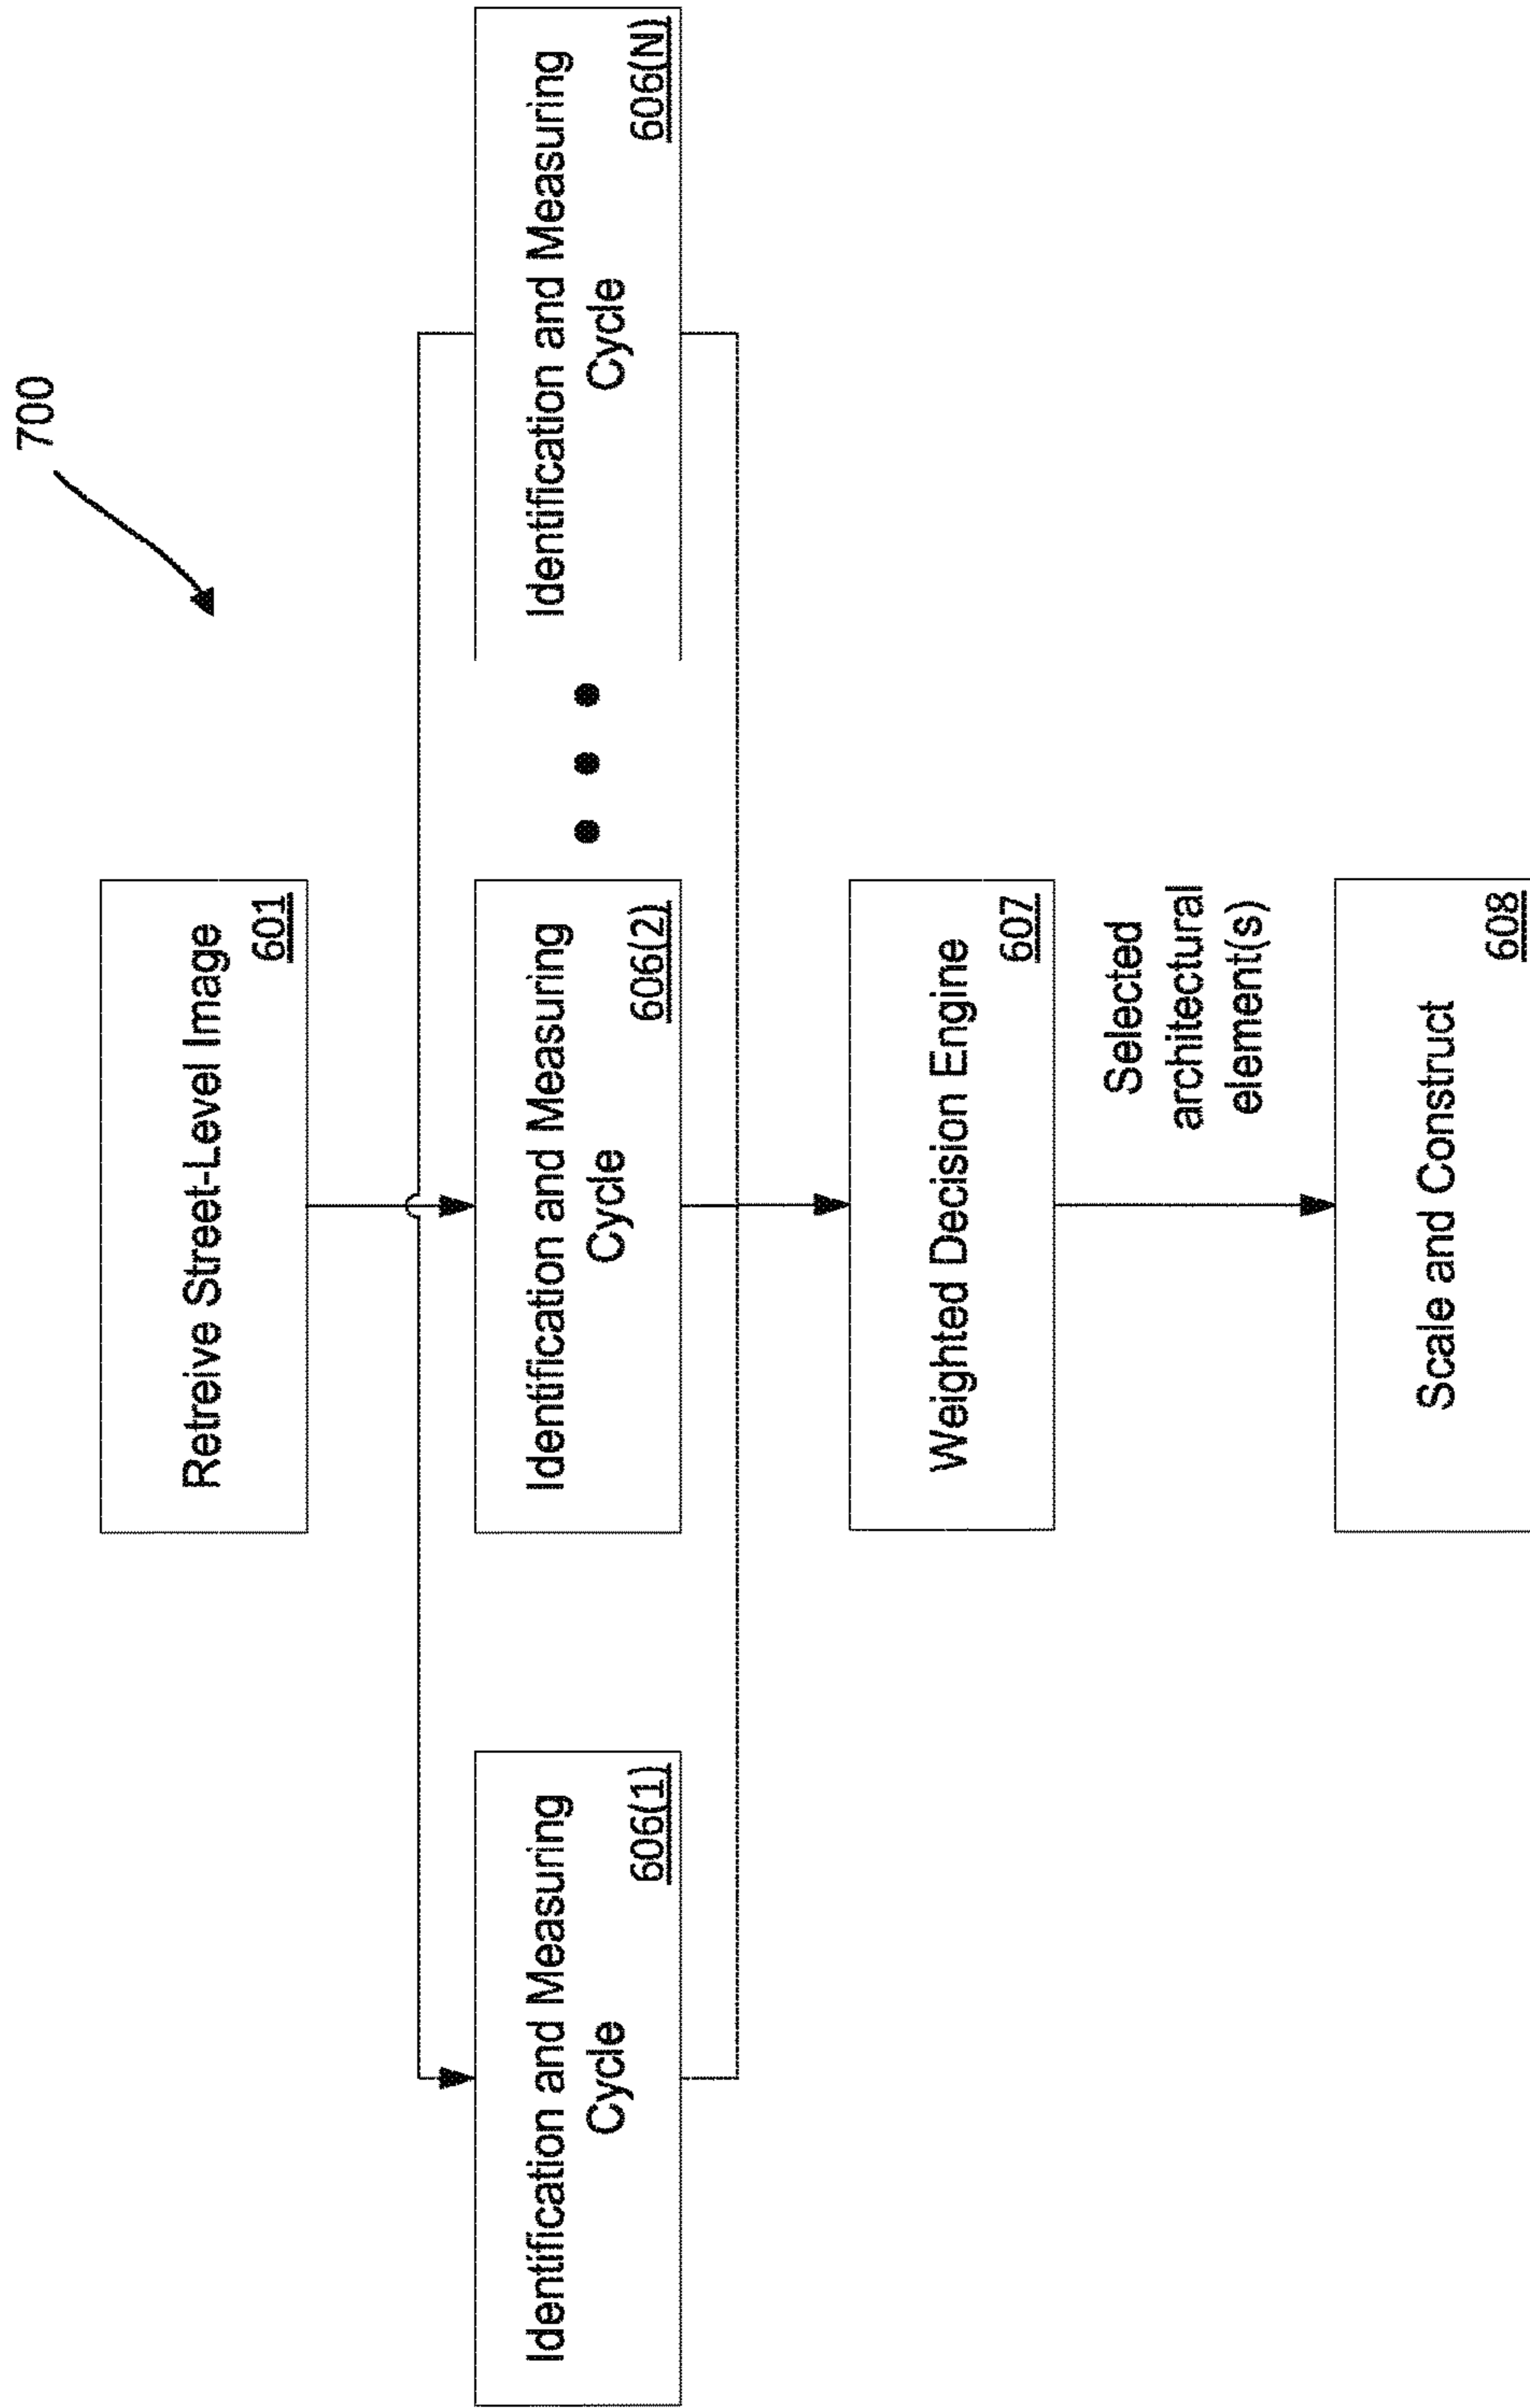 700
Retreive Street-Level Image
601
Identification and Measuring
Cycle
606(1)
Identification and Measuring
Cycle
606(2)
Identification and Measuring
Cycle
606(N)
Weighted Decision Engine
607
Selected
architectural
element(s)
Scale and Construct
608